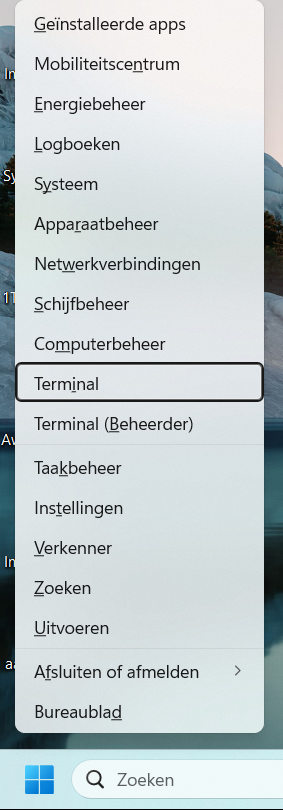 Geïnstalleerde apps
Mobiliteitscentrum
Energiebeheer
Logboeken
Systeem
Apparaatbeheer
Netwerkverbindingen
Schijfbeheer
Computerbeheer
Terminal
Terminal (Beheerder)
Taakbeheer
Instellingen
Verkenner
Zoeken
Uitvoeren
Afsluiten of afmelden
Bureaublad
Zoeken